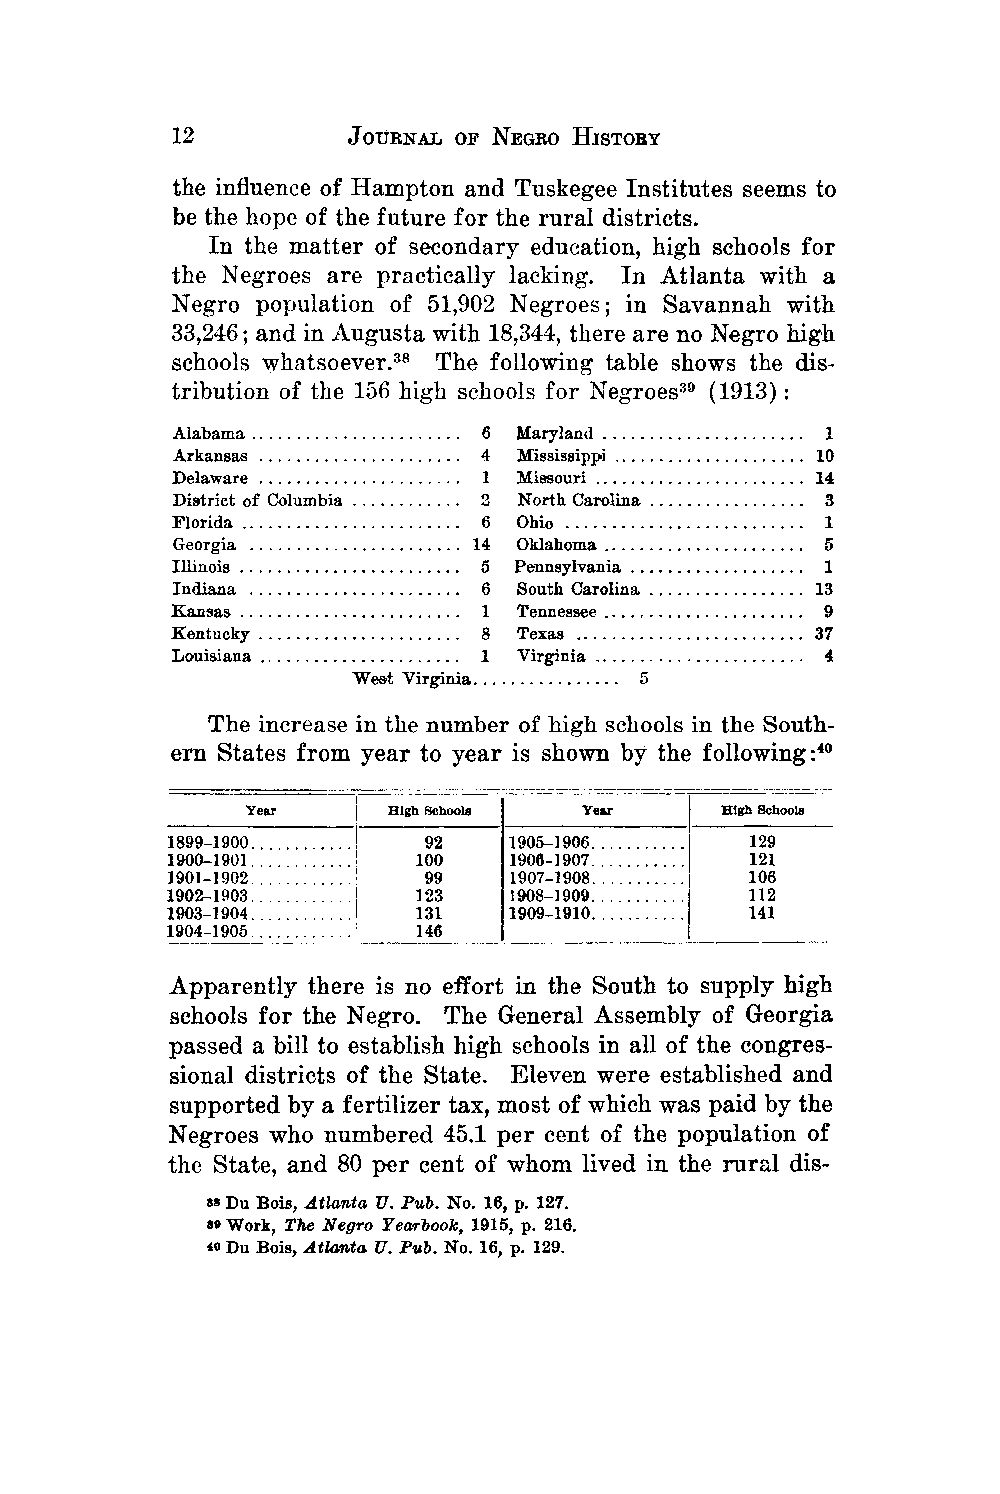 12 JOURNAL OF NEGRO HISTORY
the influence of Hampton and Tuskegee Institutes seems to
be the hope of the future for the rural districts.
In the matter of secondary education, high schools for
the Negroes are practically lacking. In Atlanta with a
Negro population of 51,902 Negroes; in Savannah with
33,246; and in Augusta with 18,344, there are no Negro high
schools whatsoever.³⁸ The following table shows the dis-
tribution of the 156 high schools for Negroes³⁹ (1913):
Alabama ....................... 6 Maryland ...................... 1
Arkansas ...................... 4 Mississippi .................... 10
Delaware ...................... 1 Missouri ....................... 14
District of Columbia ............ 2 North Carolina ................. 3
Florida ........................ 6 Ohio .......................... 1
Georgia ....................... 14 Oklahoma ...................... 5
Illinois ........................ 5 Pennsylvania ................... 1
Indiana ....................... 6 South Carolina ................. 13
Kansas ........................ 1 Tennessee ...................... 9
Kentucky ...................... 8 Texas ......................... 37
Louisiana ...................... 1 Virginia ....................... 4
West Virginia................ 5
The increase in the number of high schools in the South-
ern States from year to year is shown by the following:⁴⁰
Year High Schools Year High Schools
1899–1900............ 92 1905–1906........... 129
1900–1901............ 100 1906–1907........... 121
1901–1902............ 99 1907–1908........... 106
1902–1903............ 123 1908–1909........... 112
1903–1904............ 131 1909–1910........... 141
1904–1905............ 146
Apparently there is no effort in the South to supply high
schools for the Negro. The General Assembly of Georgia
passed a bill to establish high schools in all of the congres-
sional districts of the State. Eleven were established and
supported by a fertilizer tax, most of which was paid by the
Negroes who numbered 45.1 per cent of the population of
the State, and 80 per cent of whom lived in the rural dis-
³⁸ Du Bois, Atlanta U. Pub. No. 16, p. 127.
³⁹ Work, The Negro Yearbook, 1915, p. 216.
⁴⁰ Du Bois, Atlanta U. Pub. No. 16, p. 129.